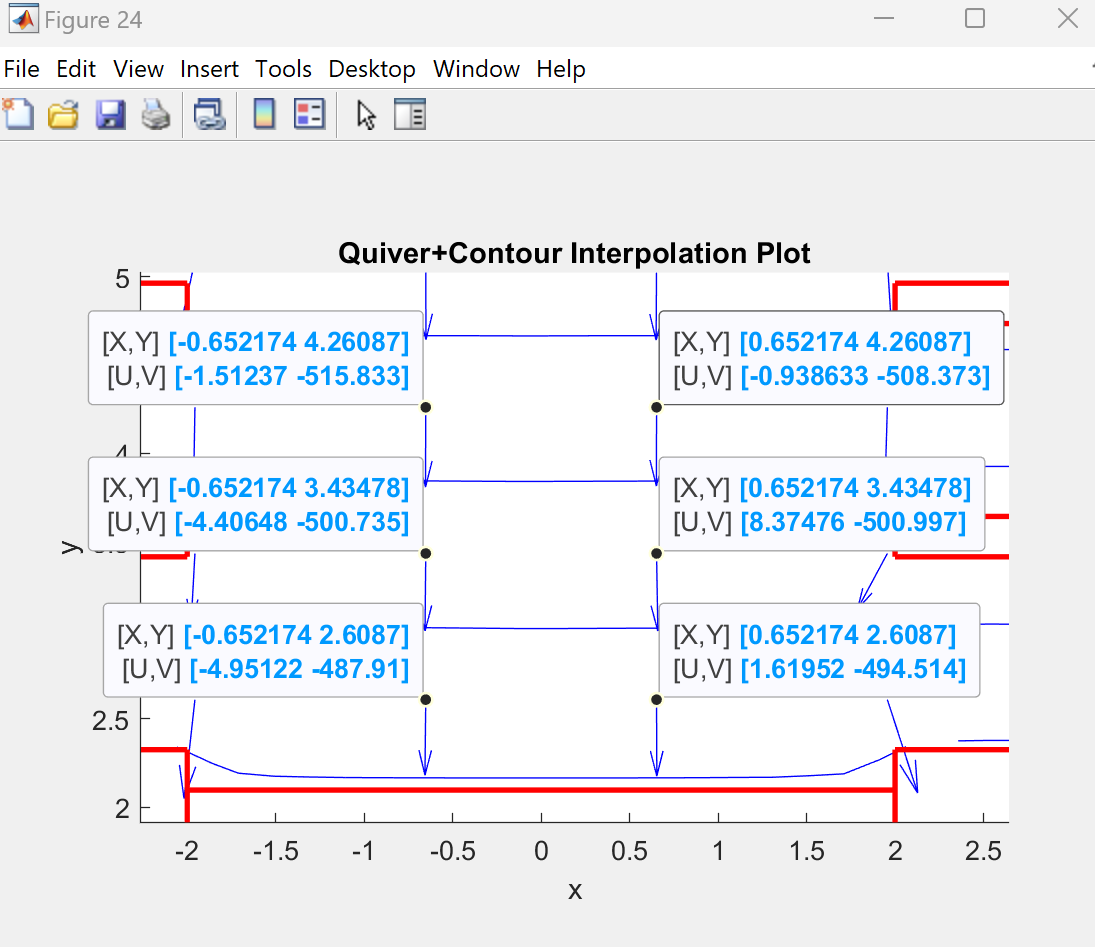 Figure 24
File Edit View Insert Tools Desktop Window Help
Quiver+Contour Interpolation Plot
5
[X,Y] [-0.652174 4.26087]
[U,V] [-1.51237 -515.833]
[X,Y] [0.652174 4.26087]
[U,V] [-0.938633 -508.373]
4
[X,Y] [-0.652174 3.43478]
[U,V] [-4.40648 -500.735]
[X,Y] [0.652174 3.43478]
[U,V] [8.37476 -500.997]
y
[X,Y] [-0.652174 2.6087]
[U,V] [-4.95122 -487.91]
[X,Y] [0.652174 2.6087]
[U,V] [1.61952 -494.514]
2.5
2
-2 -1.5 -1 -0.5 0 0.5 1 1.5 2 2.5
x